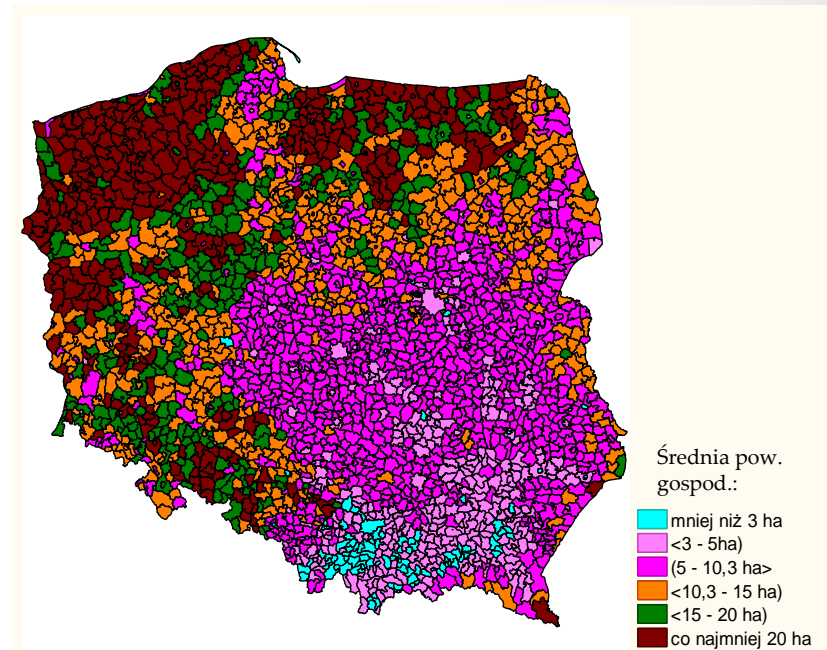 Średnia pow.
gospod.:
mniej niż 3 ha
<3 - 5ha)
(5 - 10,3 ha>
<10,3 - 15 ha)
<15 - 20 ha)
co najmniej 20 ha